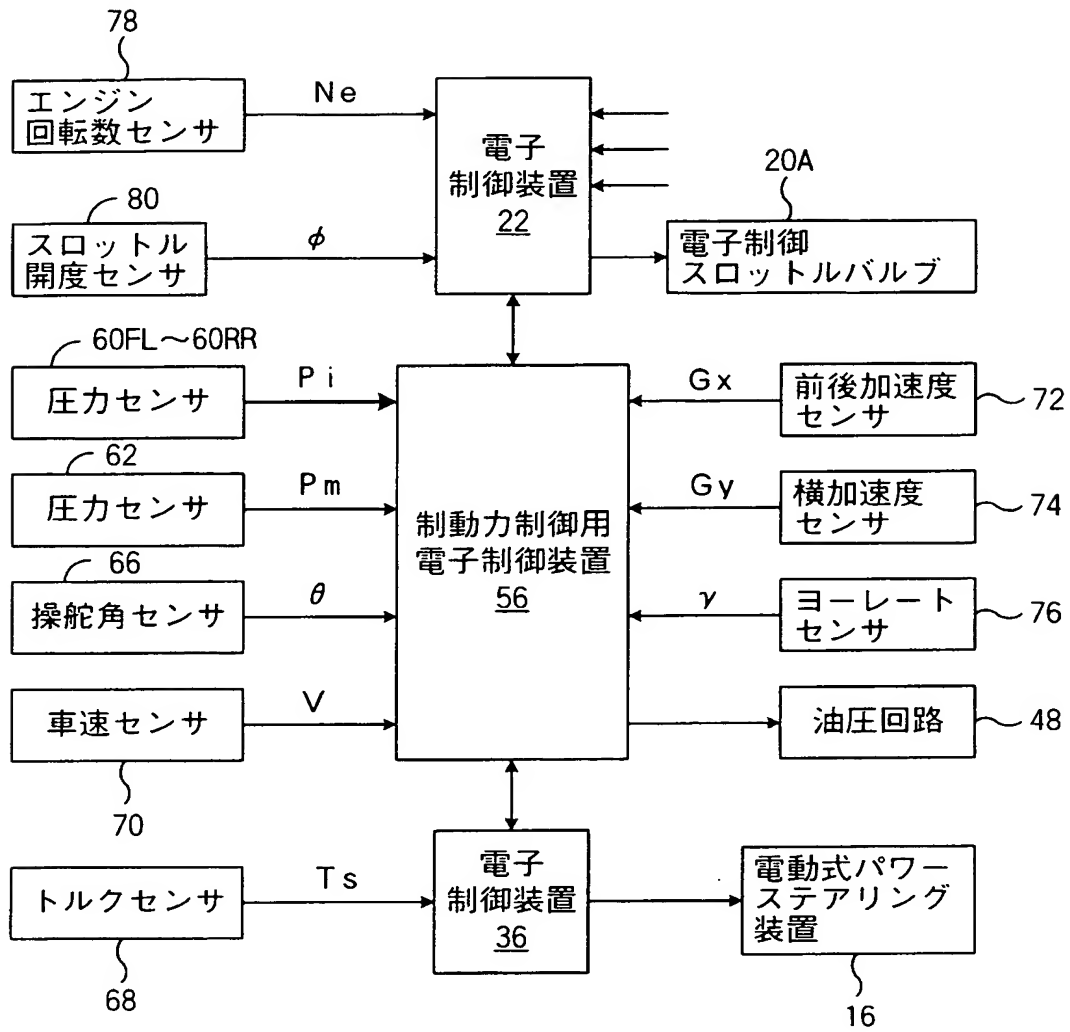 78
エンジン
回転数センサ
Ne
電子
制御装置
22
80
スロットル
開度センサ
φ
20A
電子制御
スロットルバルブ
60FL～60RR
圧力センサ
Pi
62
圧力センサ
Pm
66
操舵角センサ
θ
車速センサ
V
70
制動力制御用
電子制御装置
56
Gx
前後加速度
センサ
72
Gy
横加速度
センサ
74
γ
ヨーレート
センサ
76
油圧回路
48
トルクセンサ
Ts
68
電子
制御装置
36
電動式パワー
ステアリング
装置
16